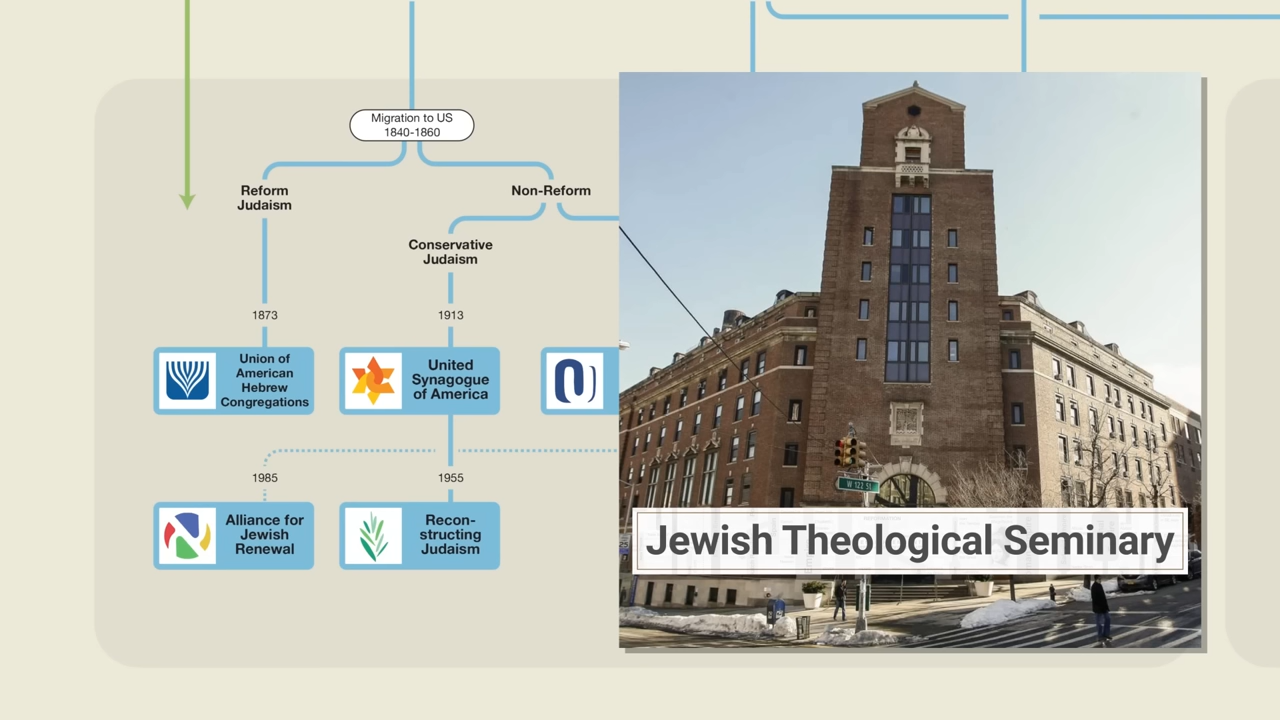 Migration to US
1840-1860
Reform
Judaism
Non-Reform
Conservative
Judaism
1873
1913
Union of
American
Hebrew
Congregations
United
Synagogue
of America
1985
1955
Alliance for
Jewish
Renewal
Recon-
structing
Judaism
W 122 St
Jewish Theological Seminary